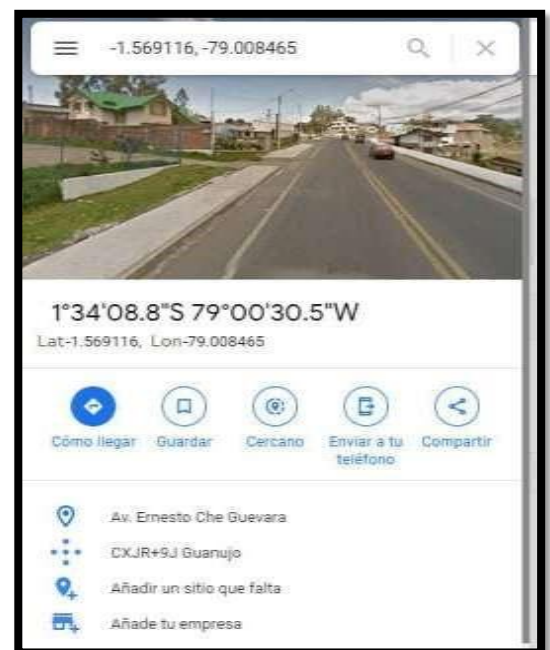 -1.569116, -79.008465
1°34'08.8"S 79°00'30.5"W
Lat-1.569116, Lon-79.008465
Cómo llegar
Guardar
Cercano
Enviar a tu
teléfono
Compartir
Av. Ernesto Che Guevara
CXJR+9J Guanujo
Añadir un sitio que falta
Añade tu empresa